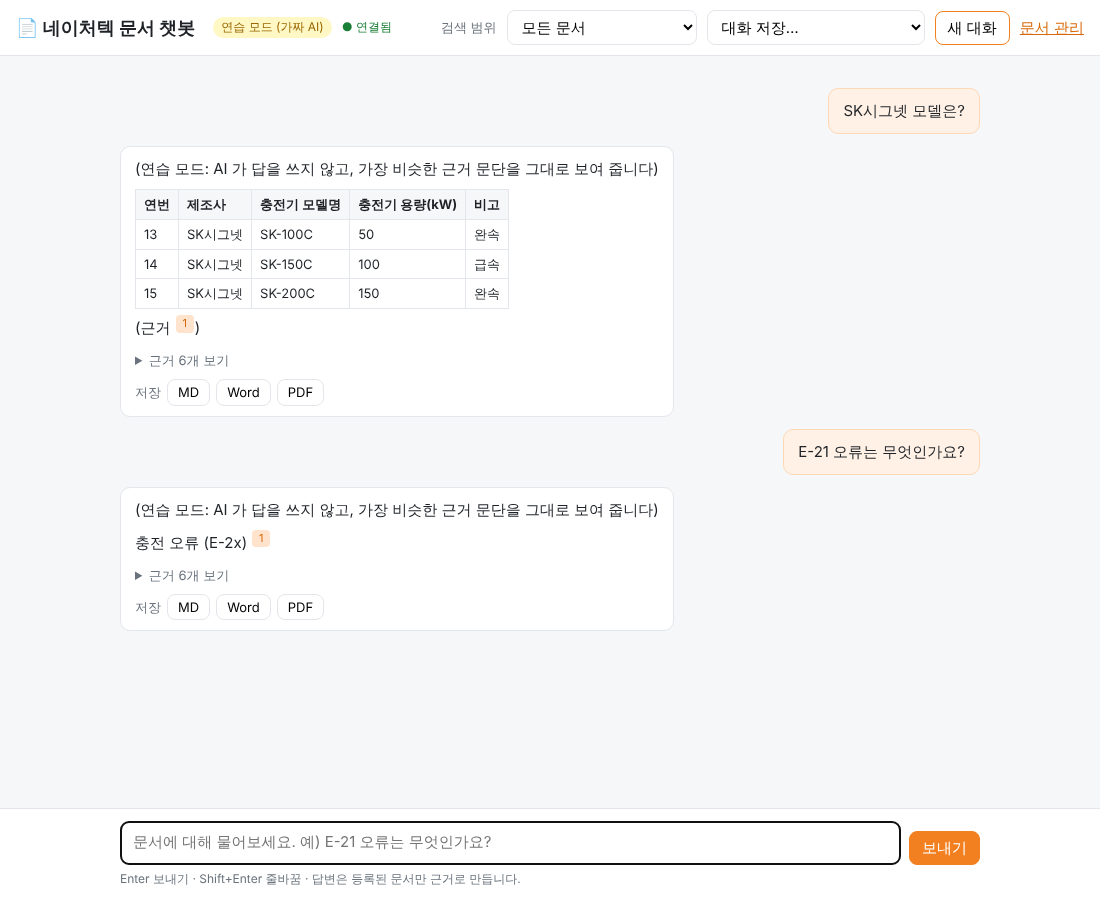 📄 네이처텍 문서 챗봇 연습 모드 (가짜 AI) ● 연결됨 검색 범위 모든 문서 대화 저장... 새 대화 문서 관리
SK시그넷 모델은?
(연습 모드: AI 가 답을 쓰지 않고, 가장 비슷한 근거 문단을 그대로 보여 줍니다)
연번 제조사 충전기 모델명 충전기 용량(kW) 비고
13 SK시그넷 SK-100C 50 완속
14 SK시그넷 SK-150C 100 급속
15 SK시그넷 SK-200C 150 완속
(근거 1)
▶ 근거 6개 보기
저장 MD Word PDF
E-21 오류는 무엇인가요?
(연습 모드: AI 가 답을 쓰지 않고, 가장 비슷한 근거 문단을 그대로 보여 줍니다)
충전 오류 (E-2x) 1
▶ 근거 6개 보기
저장 MD Word PDF
문서에 대해 물어보세요. 예) E-21 오류는 무엇인가요?
보내기
Enter 보내기 · Shift+Enter 줄바꿈 · 답변은 등록된 문서만 근거로 만듭니다.